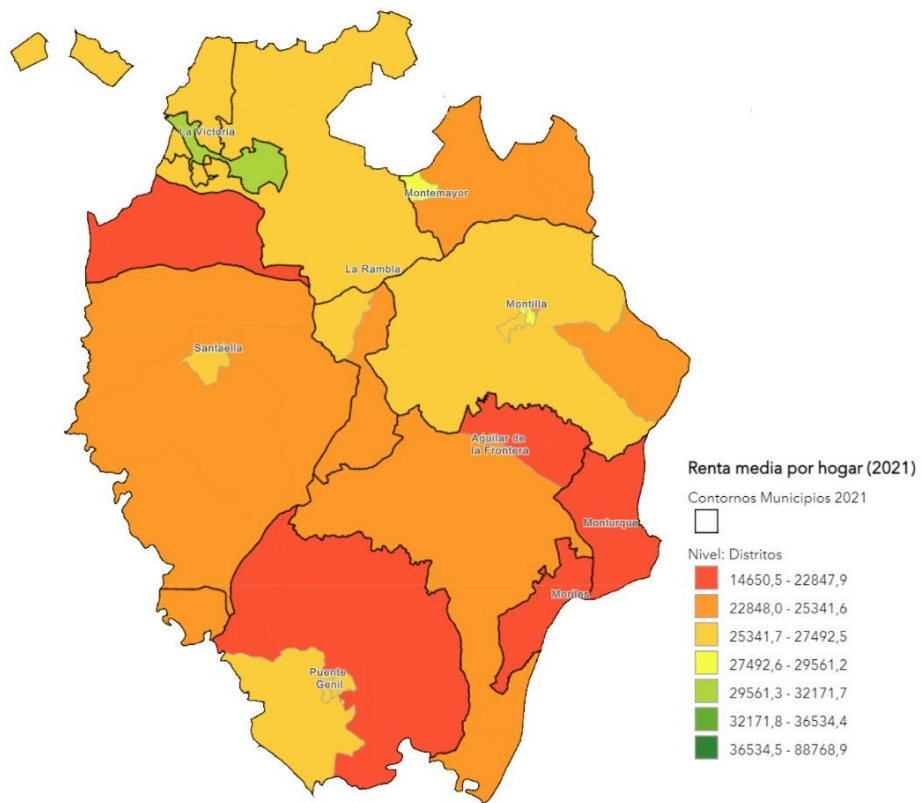 La Victoria
Montemayor
La Rambla
Montilla
Santaella
Aguilar de
la Frontera
Monturque
Moriles
Puente
Genil
Renta media por hogar (2021)
Contornos Municipios 2021
Nivel: Distritos
14650,5 - 22847,9
22848,0 - 25341,6
25341,7 - 27492,5
27492,6 - 29561,2
29561,3 - 32171,7
32171,8 - 36534,4
36534,5 - 88768,9